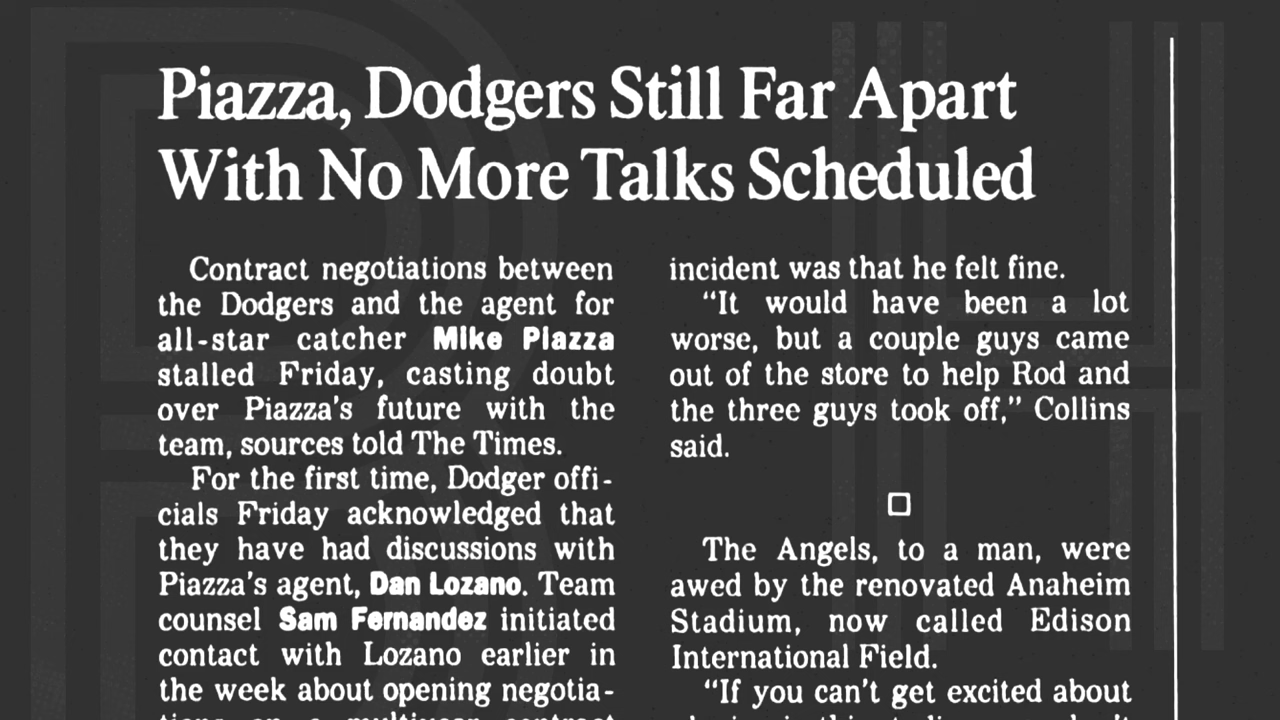 Piazza, Dodgers Still Far Apart
With No More Talks Scheduled
Contract negotiations between
the Dodgers and the agent for
all-star catcher Mike Piazza
stalled Friday, casting doubt
over Piazza's future with the
team, sources told The Times.
For the first time, Dodger offi-
cials Friday acknowledged that
they have had discussions with
Piazza's agent, Dan Lozano. Team
counsel Sam Fernandez initiated
contact with Lozano earlier in
the week about opening negotia-
tions on a multiyear contract
incident was that he felt fine.
"It would have been a lot
worse, but a couple guys came
out of the store to help Rod and
the three guys took off," Collins
said.
The Angels, to a man, were
awed by the renovated Anaheim
Stadium, now called Edison
International Field.
"If you can't get excited about